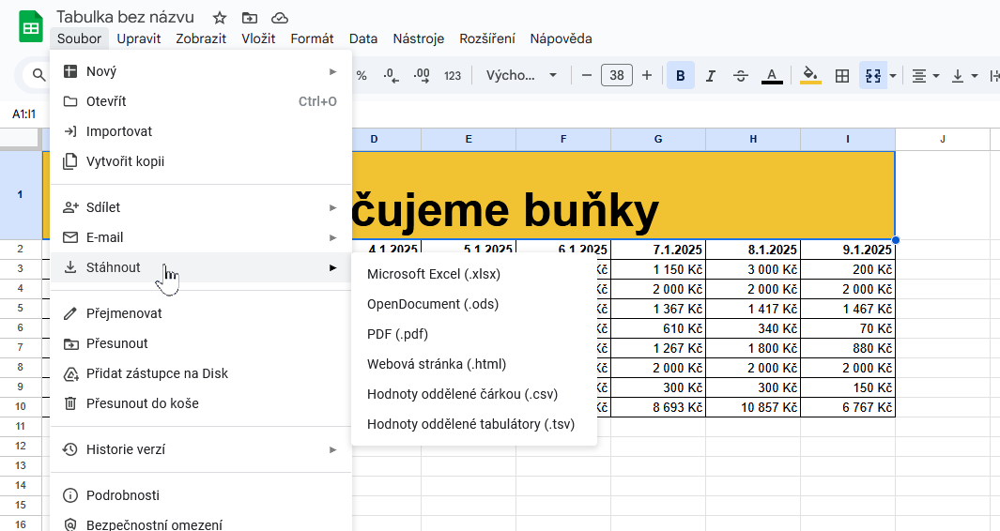 Tabulka bez názvu
Soubor Upravit Zobrazit Vložit Formát Data Nástroje Rozšíření Nápověda
% .0 .00 123 Výcho... 38 B I S A
A1:I1
D E F G H I J
1 čujeme buňky
2 4.1.2025 5.1.2025 6.1.2025 7.1.2025 8.1.2025 9.1.2025
3 Kč 1 150 Kč 3 000 Kč 200 Kč
4 Kč 2 000 Kč 2 000 Kč 2 000 Kč
5 Kč 1 367 Kč 1 417 Kč 1 467 Kč
6 Kč 610 Kč 340 Kč 70 Kč
7 Kč 1 267 Kč 1 800 Kč 880 Kč
8 Kč 2 000 Kč 2 000 Kč 2 000 Kč
9 Kč 300 Kč 300 Kč 150 Kč
10 Kč 8 693 Kč 10 857 Kč 6 767 Kč
11
12
13
14
15
16
Nový
Otevřít Ctrl+O
Importovat
Vytvořit kopii
Sdílet
E-mail
Stáhnout
Přejmenovat
Přesunout
Přidat zástupce na Disk
Přesunout do koše
Historie verzí
Podrobnosti
Bezpečnostní omezení
Microsoft Excel (.xlsx)
OpenDocument (.ods)
PDF (.pdf)
Webová stránka (.html)
Hodnoty oddělené čárkou (.csv)
Hodnoty oddělené tabulátory (.tsv)